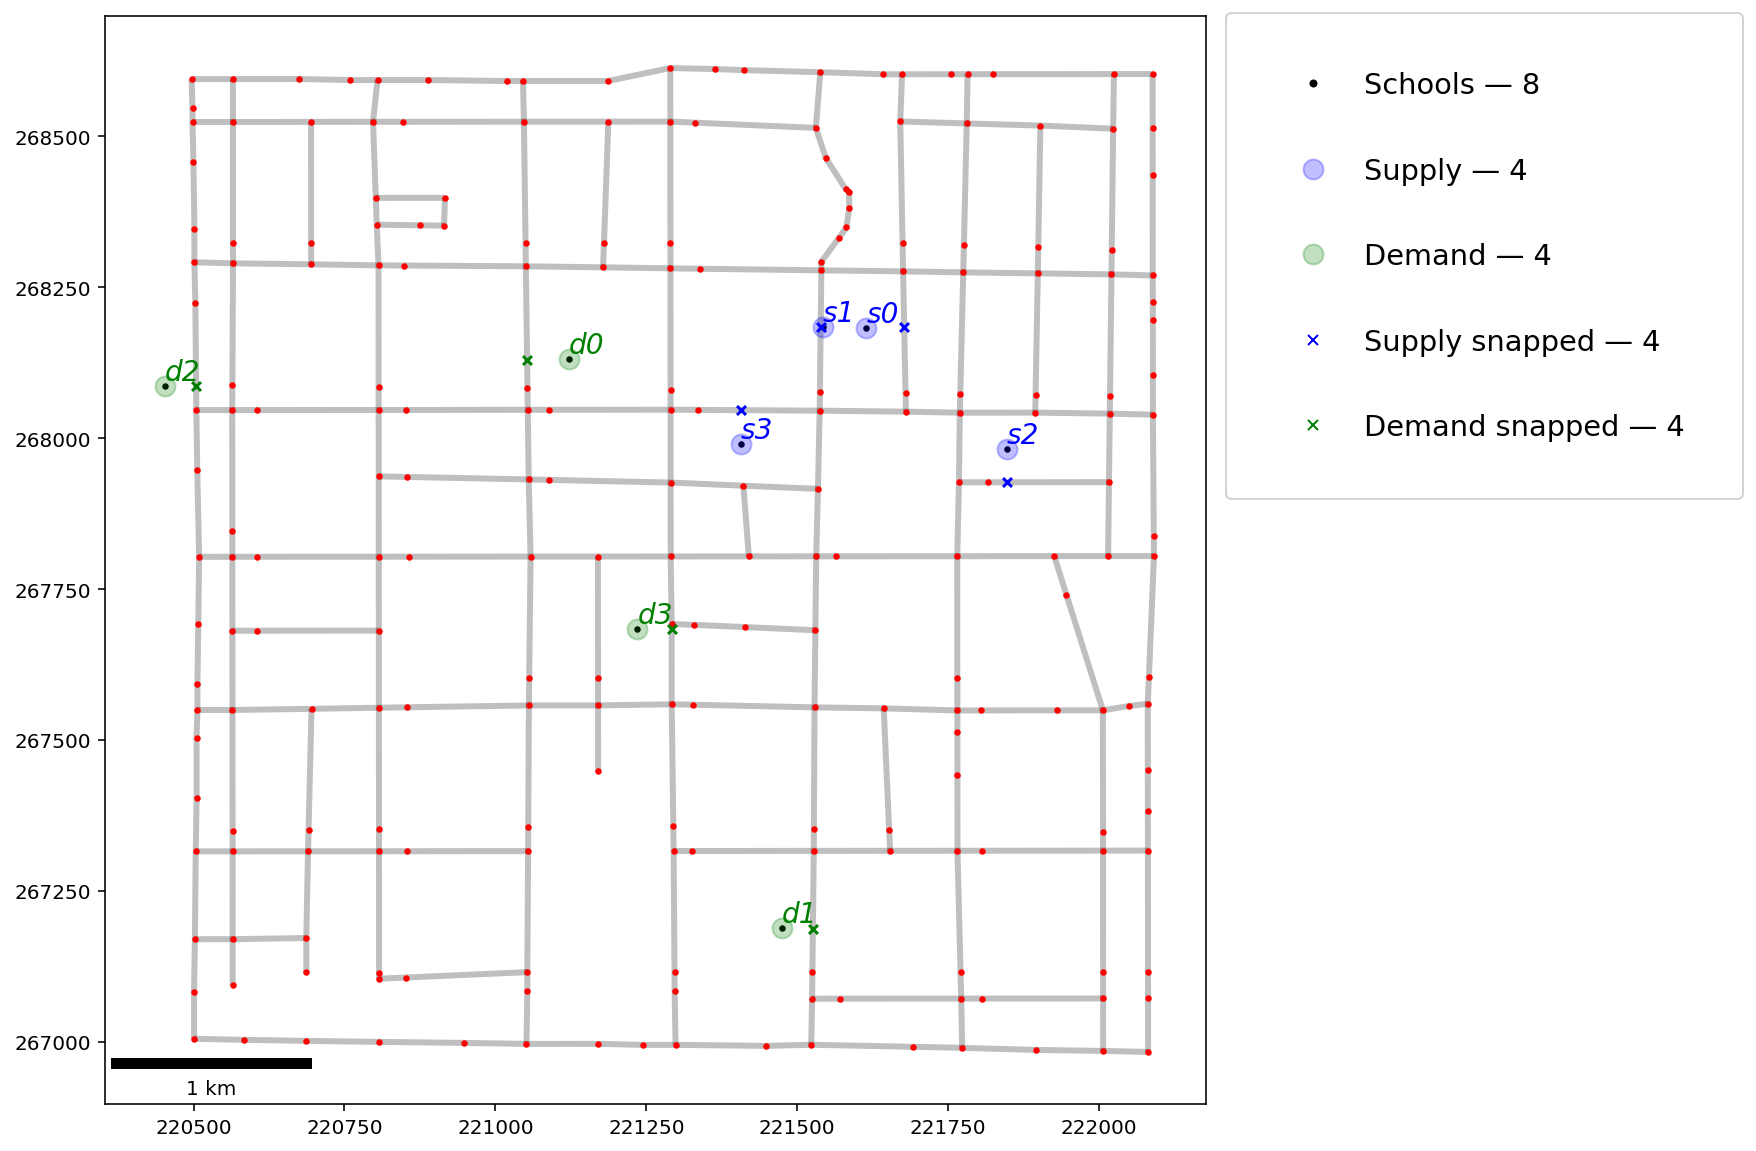 268500
268250
268000
267750
267500
267250
267000
220500 220750 221000 221250 221500 221750 222000
s1 s0
d0
d2
s3
s2
d3
d1
1 km
Schools — 8
Supply — 4
Demand — 4
Supply snapped — 4
Demand snapped — 4